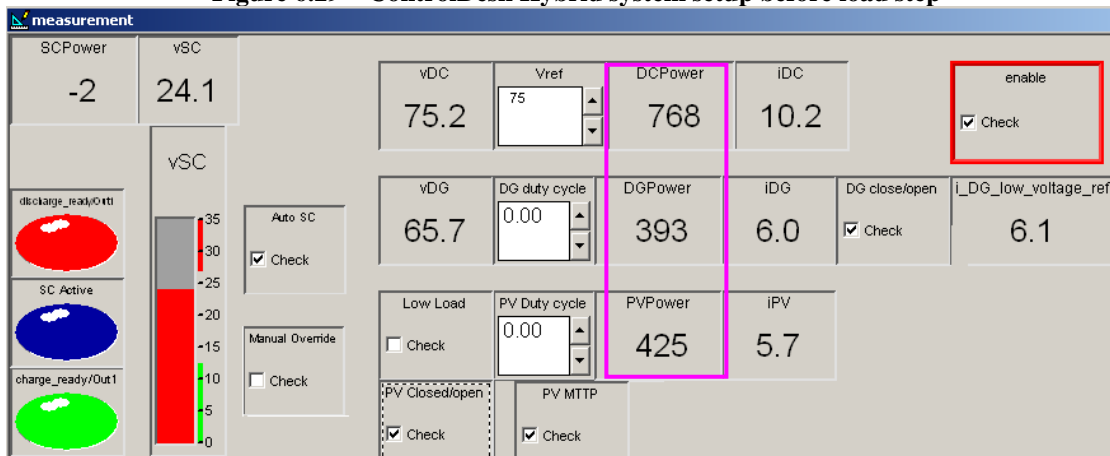 measurement
SCPower
vSC
-2
24.1
vDC
Vref
DCPower
iDC
enable
75.2
75
768
10.2
Check
vSC
discharge_ready/Out1
35
30
25
20
15
10
5
0
Auto SC
Check
SC Active
Manual Override
Check
charge_ready/Out1
vDG
DG duty cycle
DGPower
iDG
DG close/open
i_DG_low_voltage_ref
65.7
0.00
393
6.0
Check
6.1
Low Load
PV Duty cycle
PVPower
iPV
Check
0.00
425
5.7
PV Closed/open
PV MTTP
Check
Check